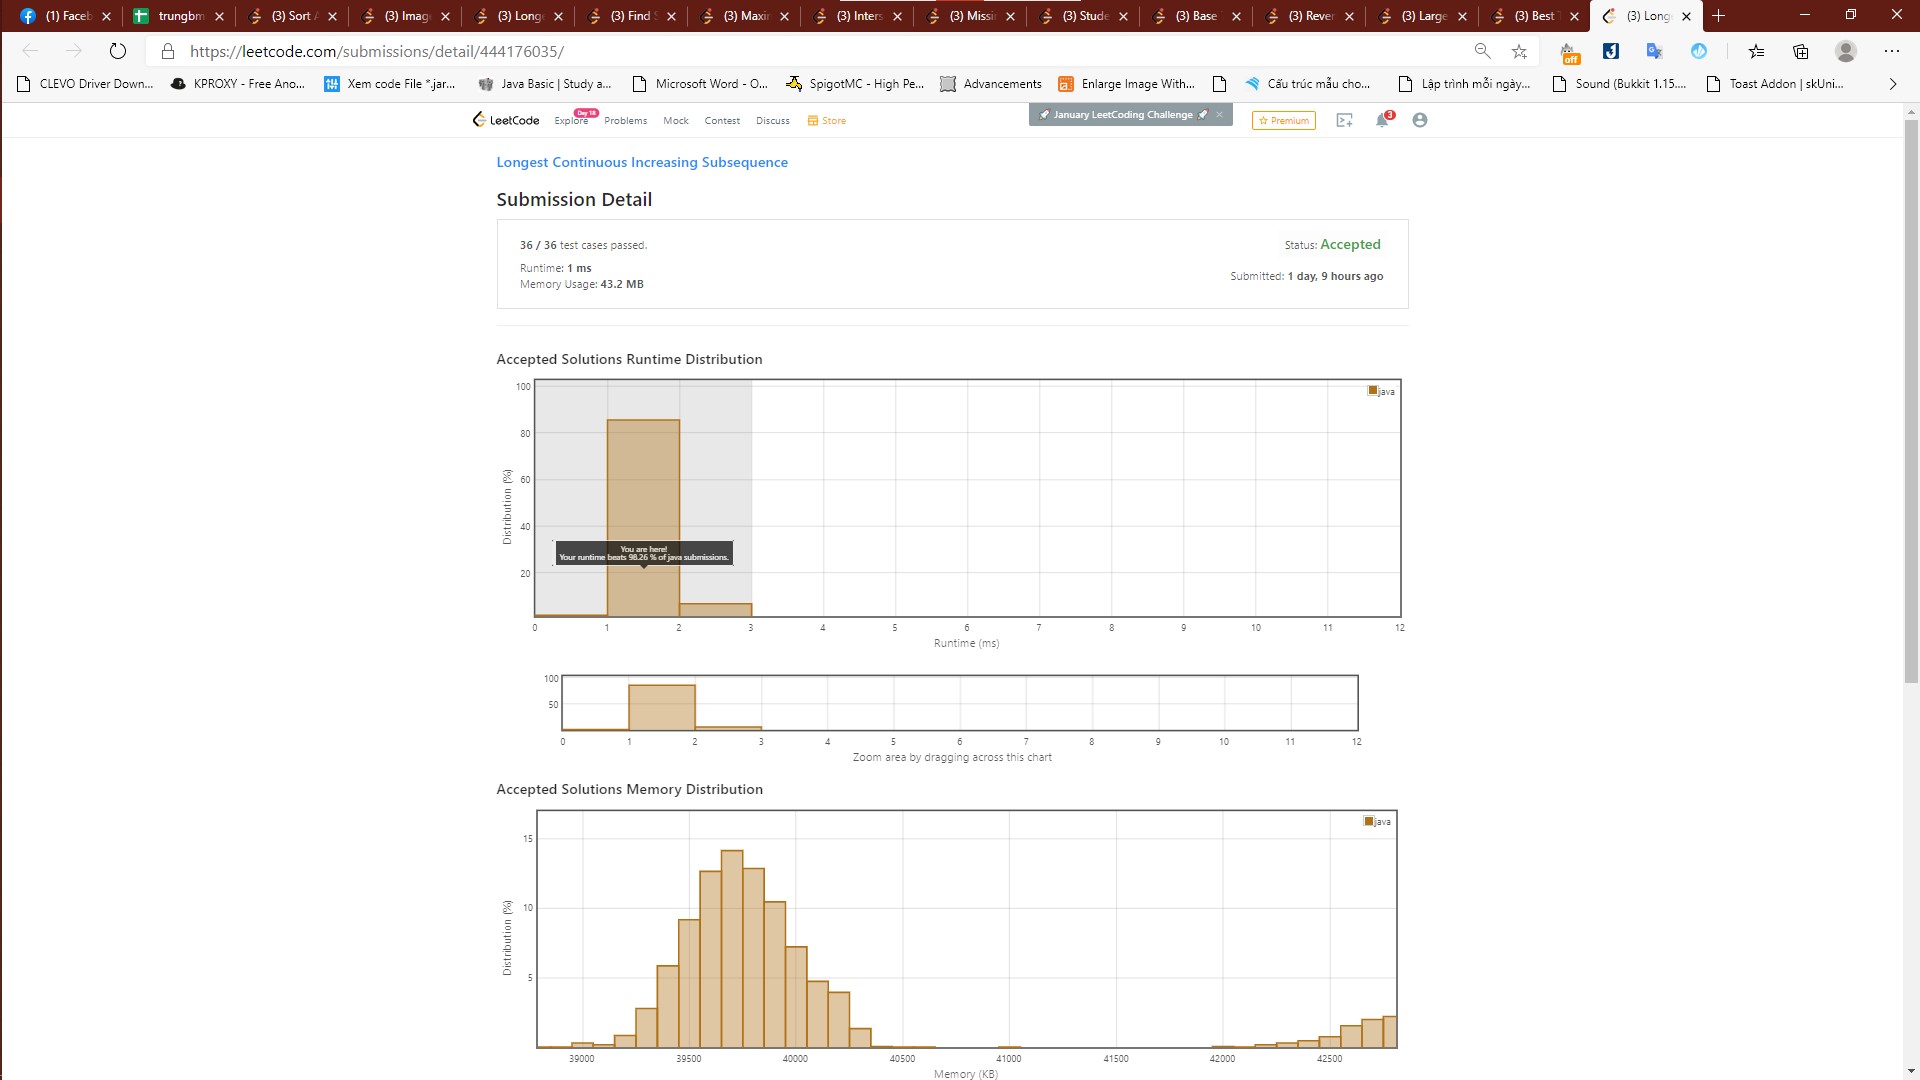 (1) Faceb
trungbm
(3) Sort A
(3) Imag
(3) Long
(3) Find S
(3) Maxi
(3) Inters
(3) Missi
(3) Stude
(3) Base
(3) Rever
(3) Large
(3) Best T
(3) Long
https://leetcode.com/submissions/detail/444176035/
off
CLEVO Driver Down...
KPROXY - Free Ano...
Xem code File *.jar...
Java Basic | Study a...
Microsoft Word - O...
SpigotMC - High Pe...
Advancements
Enlarge Image With...
Cấu trúc mẫu cho...
Lập trình mỗi ngày...
Sound (Bukkit 1.15....
Toast Addon | skUni...
LeetCode
Explore
Day 18
Problems
Mock
Contest
Discuss
Store
January LeetCoding Challenge
Premium
3
Longest Continuous Increasing Subsequence
Submission Detail
36 / 36 test cases passed.
Status: Accepted
Runtime: 1 ms
Memory Usage: 43.2 MB
Submitted: 1 day, 9 hours ago
Accepted Solutions Runtime Distribution
100
80
60
40
20
Distribution (%)
java
You are here!
Your runtime beats 98.26 % of java submissions.
0 1 2 3 4 5 6 7 8 9 10 11 12
Runtime (ms)
100
50
0 1 2 3 4 5 6 7 8 9 10 11 12
Zoom area by dragging across this chart
Accepted Solutions Memory Distribution
15
10
5
Distribution (%)
java
39000 39500 40000 40500 41000 41500 42000 42500
Memory (KB)